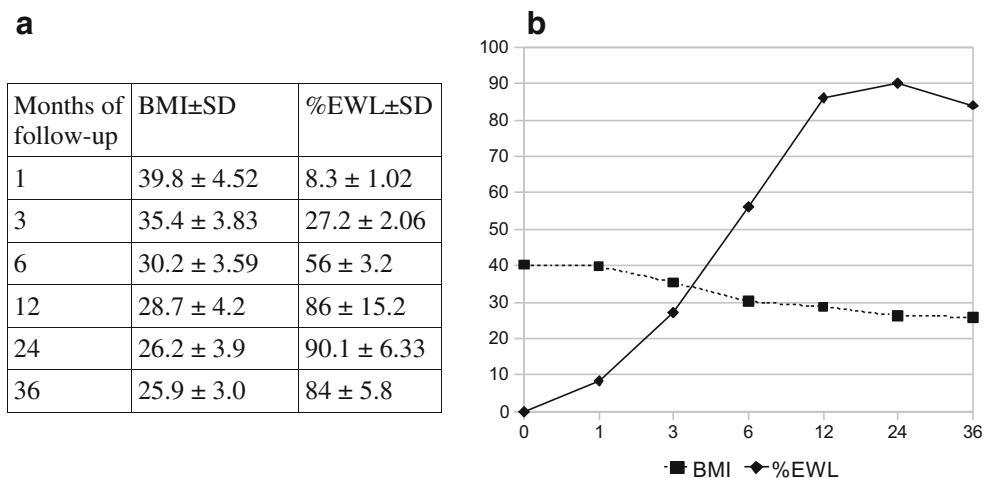 a
Months of follow-up BMI±SD %EWL±SD
1 39.8 ± 4.52 8.3 ± 1.02
3 35.4 ± 3.83 27.2 ± 2.06
6 30.2 ± 3.59 56 ± 3.2
12 28.7 ± 4.2 86 ± 15.2
24 26.2 ± 3.9 90.1 ± 6.33
36 25.9 ± 3.0 84 ± 5.8
b
100
90
80
70
60
50
40
30
20
10
0
0 1 3 6 12 24 36
BMI %EWL